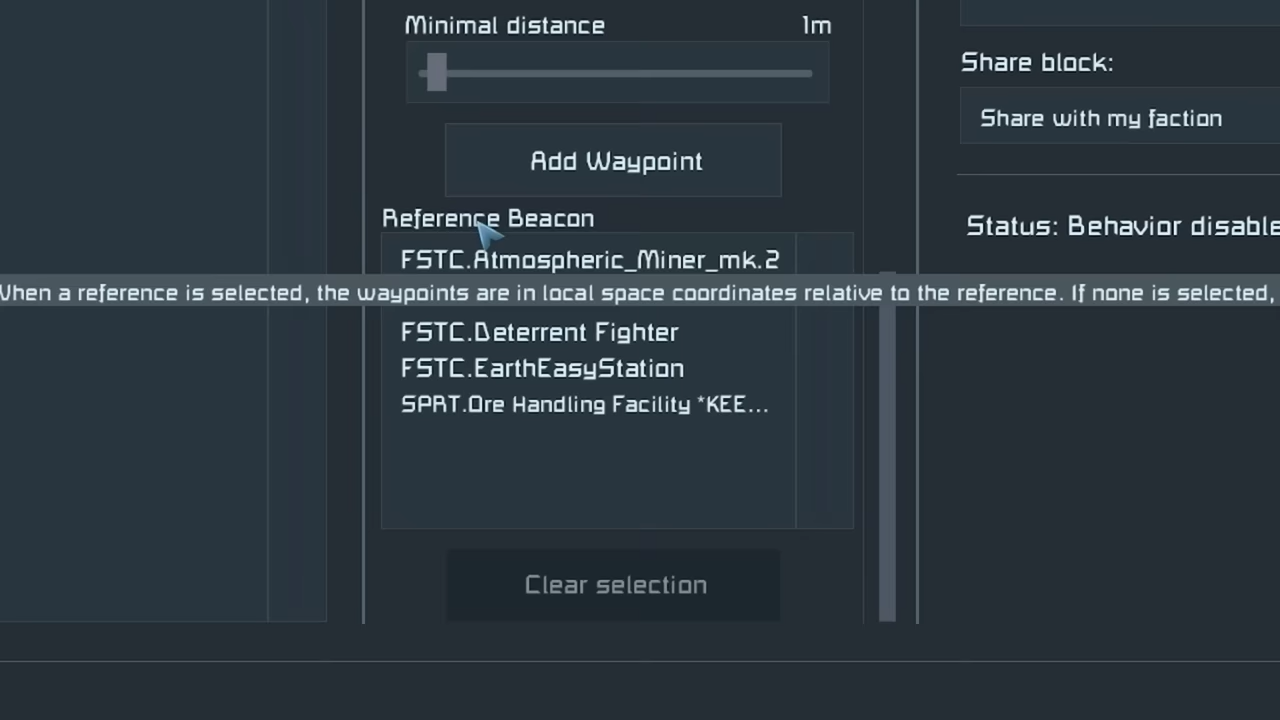 Minimal distance 1m
Add Waypoint
Reference Beacon
FSTC.Atmospheric_Miner_mk.2
When a reference is selected, the waypoints are in local space coordinates relative to the reference. If none is selected,
FSTC.Deterrent Fighter
FSTC.EarthEasyStation
SPRT.Ore Handling Facility *KEE...
Clear selection
Share block:
Share with my faction
Status: Behavior disable